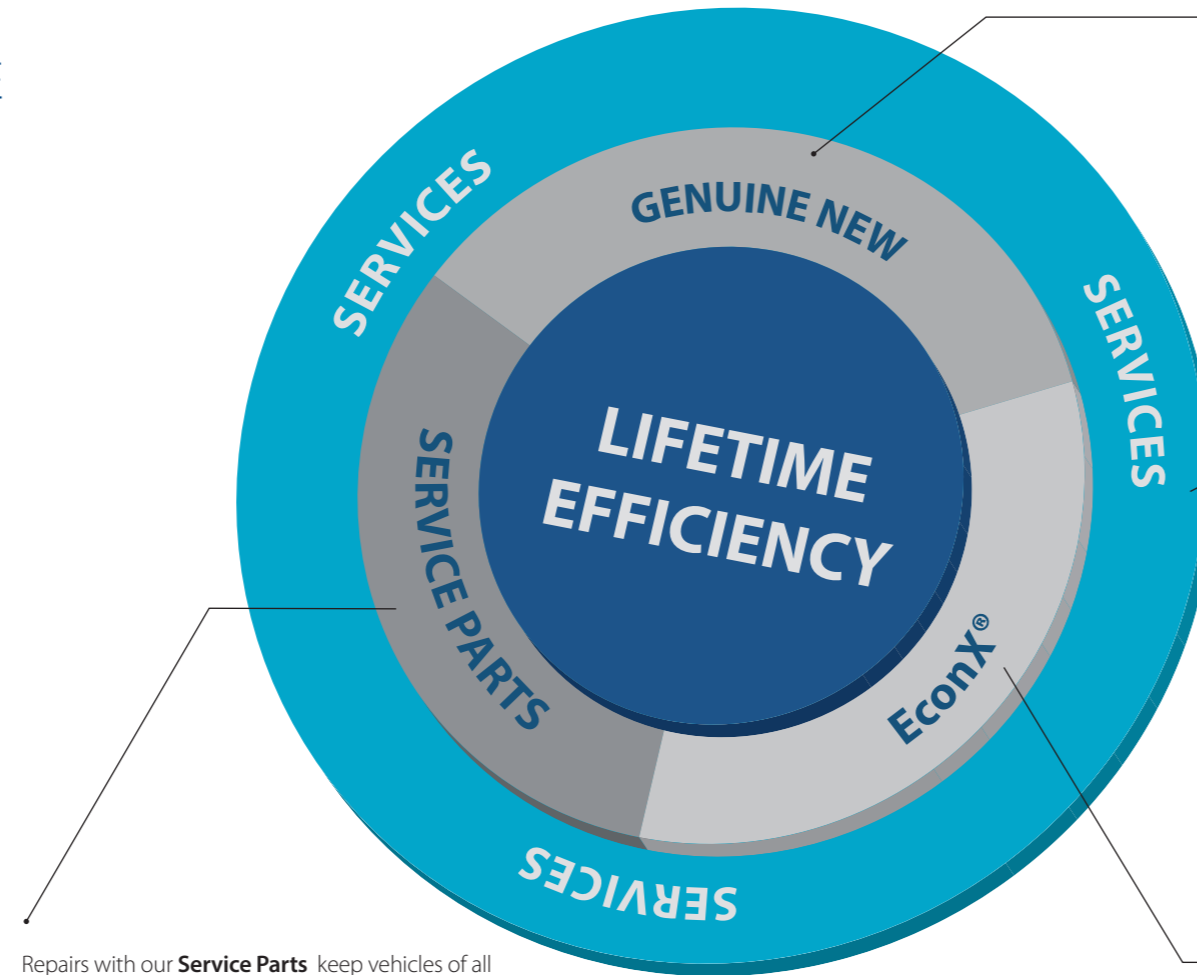 SERVICES
GENUINE NEW
SERVICES
LIFETIME
EFFICIENCY
SERVICE PARTS
EconX®
SERVICES
Repairs with our Service Parts keep vehicles of all